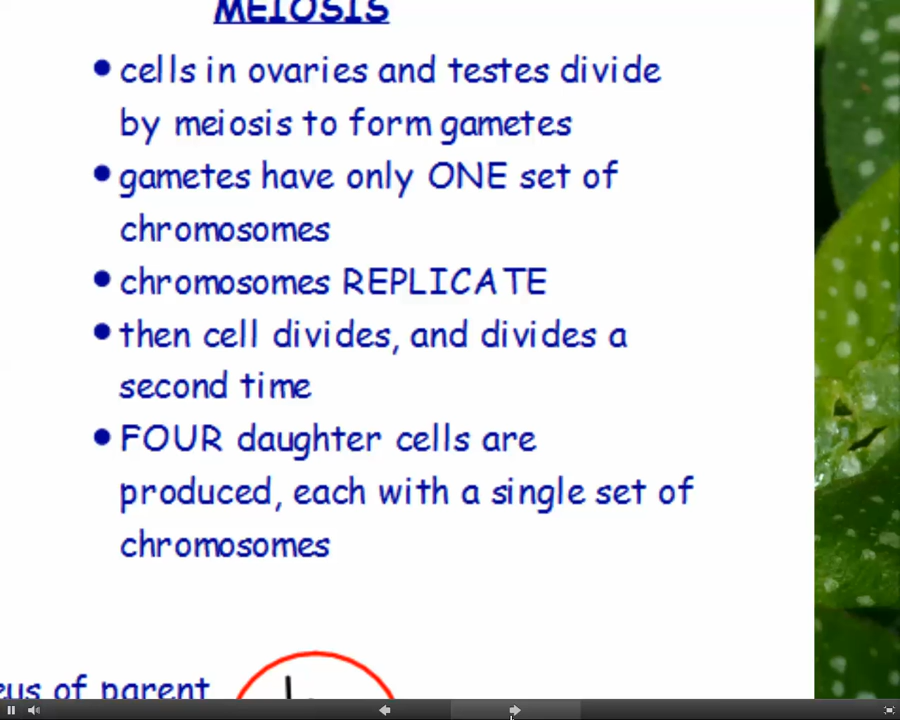 MEIOSIS
• cells in ovaries and testes divide
by meiosis to form gametes
• gametes have only ONE set of
chromosomes
• chromosomes REPLICATE
• then cell divides, and divides a
second time
• FOUR daughter cells are
produced, each with a single set of
chromosomes
of parent